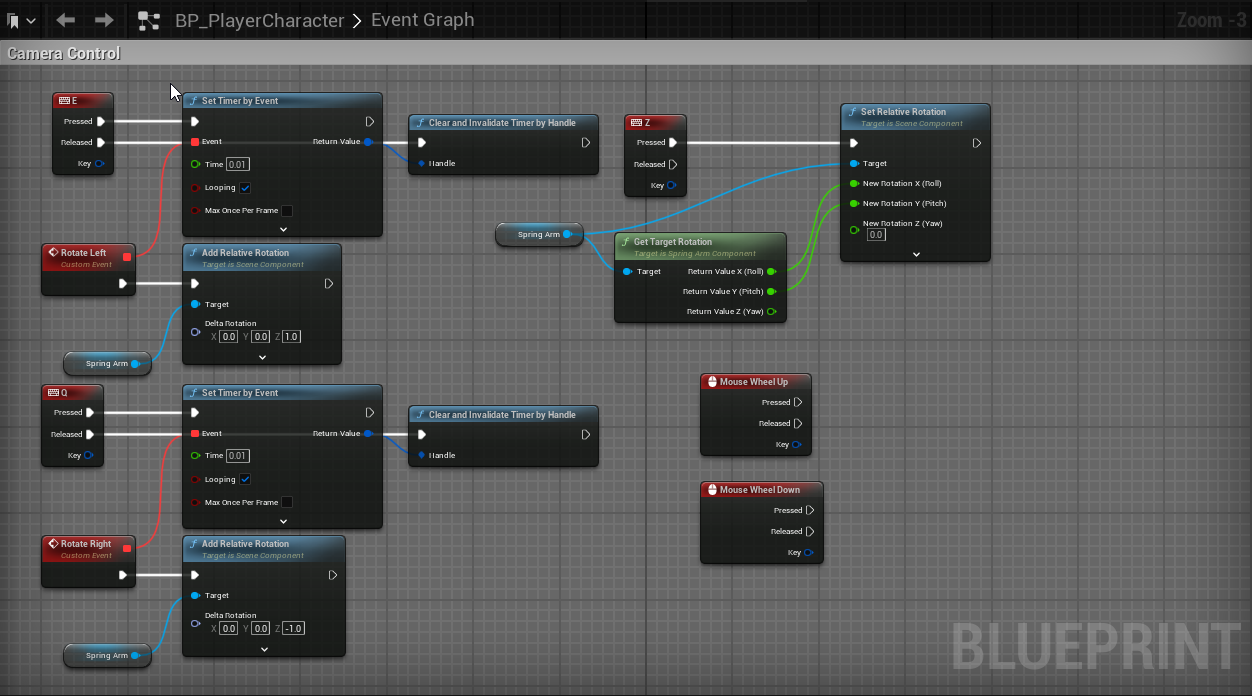 BP_PlayerCharacter > Event Graph
Zoom -3
Camera Control
E
Pressed
Released
Key
Set Timer by Event
Event
Return Value
Time 0.01
Looping
Max Once Per Frame
Clear and Invalidate Timer by Handle
Handle
Rotate Left
Custom Event
Add Relative Rotation
Target is Scene Component
Target
Delta Rotation
X 0.0 Y 0.0 Z 1.0
Spring Arm
Q
Pressed
Released
Key
Set Timer by Event
Event
Return Value
Time 0.01
Looping
Max Once Per Frame
Clear and Invalidate Timer by Handle
Handle
Rotate Right
Custom Event
Add Relative Rotation
Target is Scene Component
Target
Delta Rotation
X 0.0 Y 0.0 Z -1.0
Spring Arm
Z
Pressed
Released
Key
Spring Arm
Get Target Rotation
Target is Spring Arm Component
Target
Return Value X (Roll)
Return Value Y (Pitch)
Return Value Z (Yaw)
Set Relative Rotation
Target is Scene Component
Target
New Rotation X (Roll)
New Rotation Y (Pitch)
New Rotation Z (Yaw)
0.0
Mouse Wheel Up
Pressed
Released
Key
Mouse Wheel Down
Pressed
Released
Key
BLUEPRINT